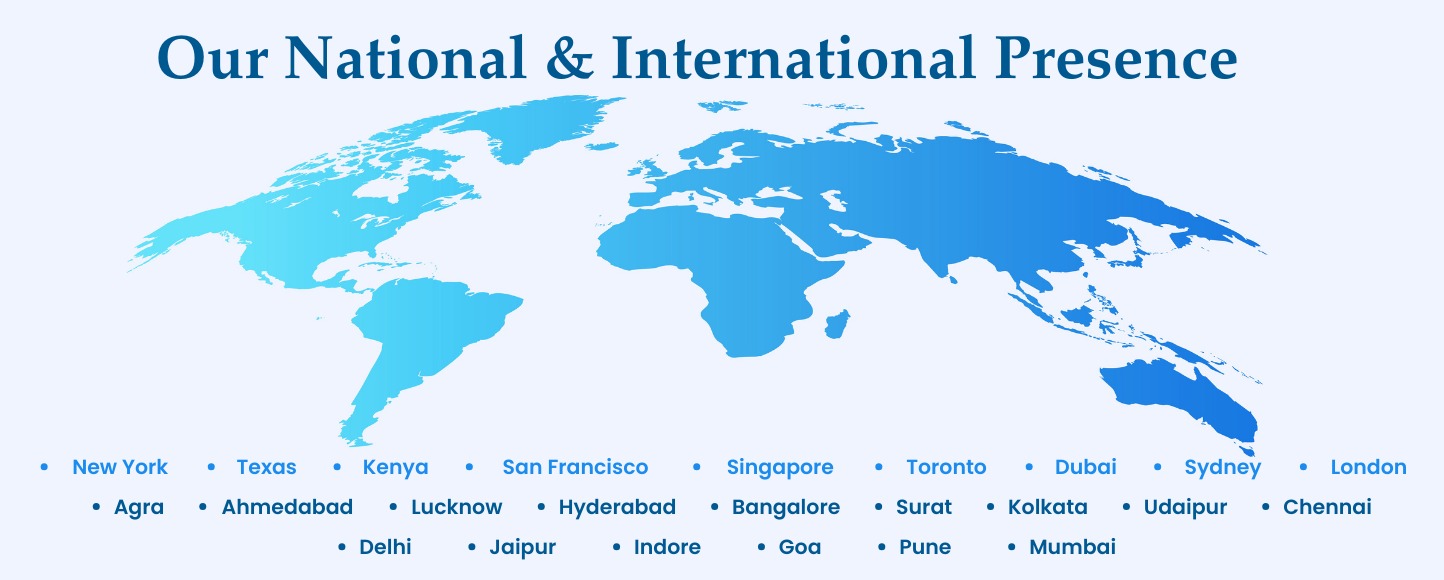 Our National & International Presence
• New York • Texas • Kenya • San Francisco • Singapore • Toronto • Dubai • Sydney • London
• Agra • Ahmedabad • Lucknow • Hyderabad • Bangalore • Surat • Kolkata • Udaipur • Chennai
• Delhi • Jaipur • Indore • Goa • Pune • Mumbai